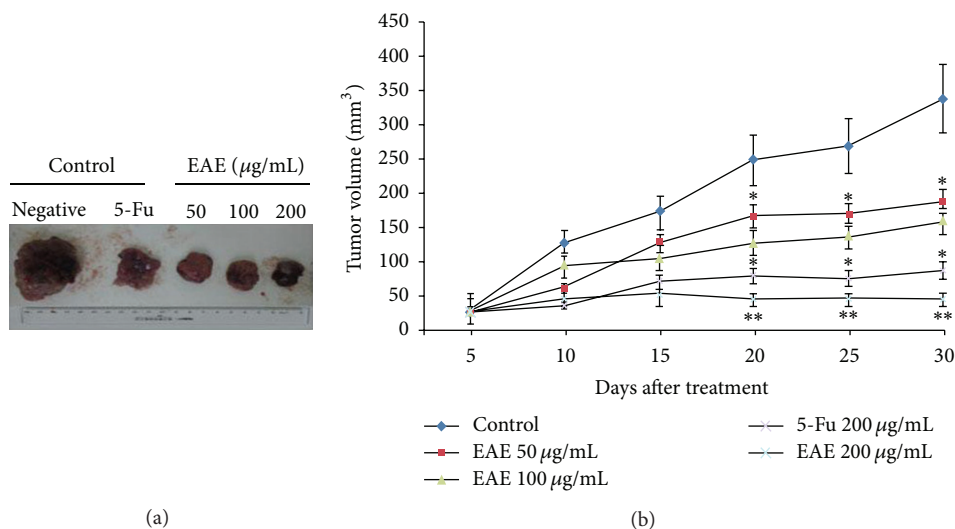 Control EAE (μg/mL)
Negative 5-Fu 50 100 200
(a)
Tumor volume (mm³)
450
400
350
300
250
200
150
100
50
0
*
*
*
*
*
*
**
**
**
5 10 15 20 25 30
Days after treatment
Control
EAE 50 μg/mL
EAE 100 μg/mL
5-Fu 200 μg/mL
EAE 200 μg/mL
(b)